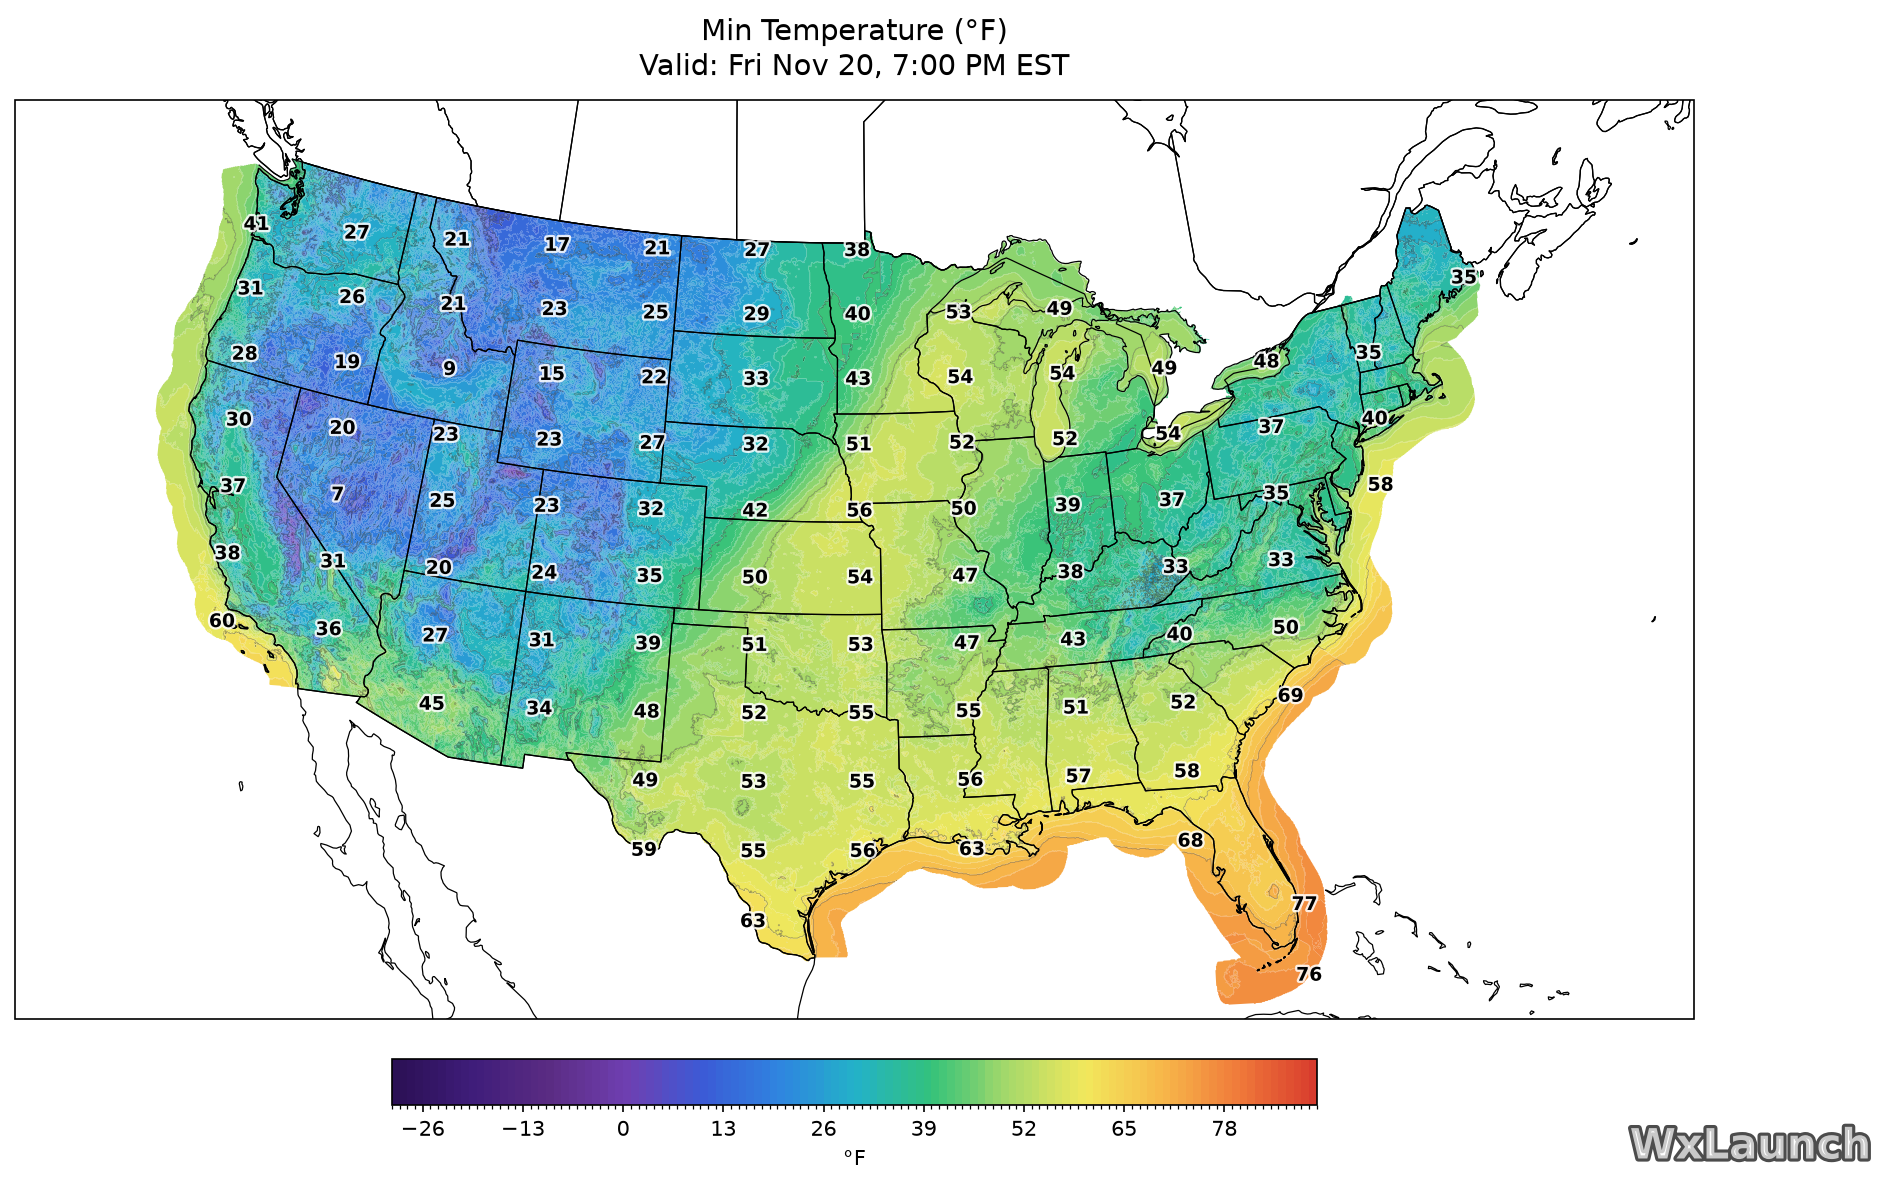 Min Temperature (°F)
Valid: Fri Nov 20, 7:00 PM EST
41 27 21 17 21 27 38
31 26 21 23 25 29 40 53 49 35
28 19 9 15 22 33 43 54 54 49 48 35
30 20 23 23 27 32 51 52 52 54 37 40
37 7 25 23 32 42 56 50 39 37 35 58
38 31 20 24 35 50 54 47 38 33 33
60 36 27 31 39 51 53 47 43 40 50
45 34 48 52 55 55 51 52 69
49 53 55 56 57 58
59 55 56 63 68
63 77
76
−26 −13 0 13 26 39 52 65 78
°F
WxLaunch